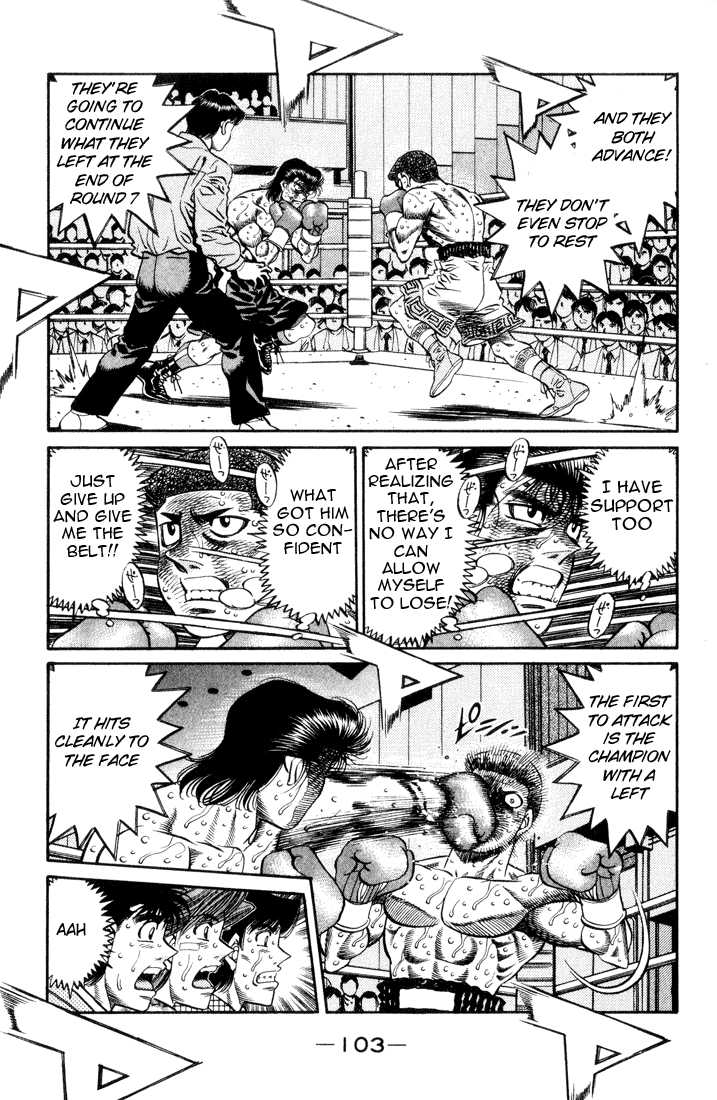 AND THEY
BOTH
ADVANCE!
THEY DON'T
EVEN STOP
TO REST
THEY'RE
GOING TO
CONTINUE
WHAT THEY
LEFT AT THE
END OF
ROUND 7
I HAVE
SUPPORT
TOO
AFTER
REALIZING
THAT,
THERE'S
NO WAY I
CAN
ALLOW
MYSELF
TO LOSE!
WHAT
GOT HIM
SO CON-
FIDENT
JUST
GIVE UP
AND GIVE
ME THE
BELT!!
THE FIRST
TO ATTACK
IS THE
CHAMPION
WITH A
LEFT
IT HITS
CLEANLY TO
THE FACE
AAH
—103—